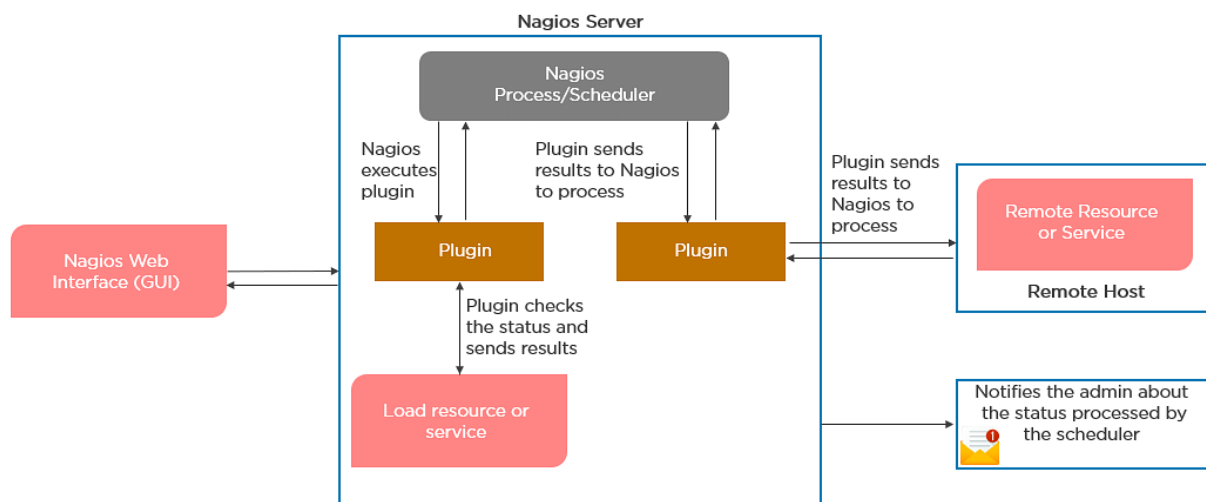 Nagios Server
Nagios
Process/Scheduler
Nagios
executes
plugin
Plugin sends
results to Nagios
to process
Plugin sends
results to
Nagios to
process
Remote Resource
or Service
Remote Host
Nagios Web
Interface (GUI)
Plugin
Plugin
Plugin checks
the status and
sends results
Load resource or
service
Notifies the admin about
the status processed by
the scheduler
1